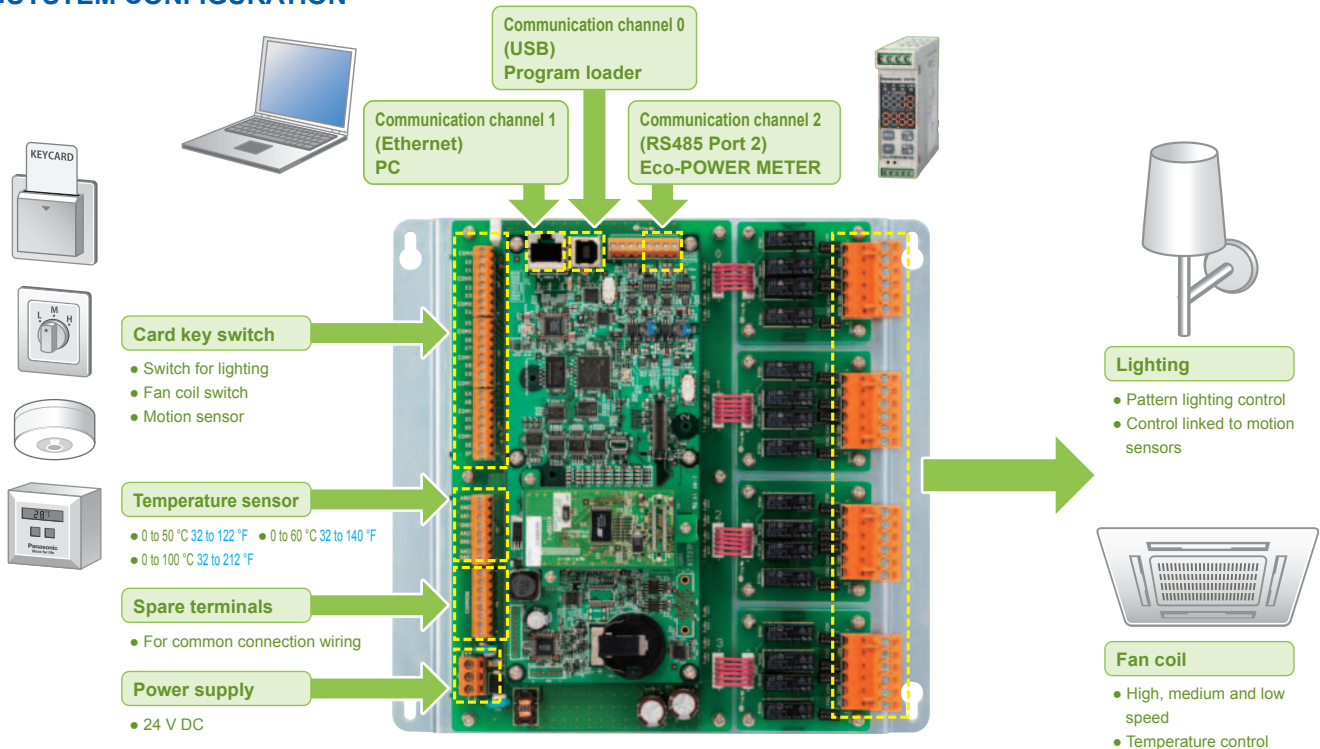 SYSTEM CONFIGURATION
Communication channel 0
(USB)
Program loader
Communication channel 1
(Ethernet)
PC
Communication channel 2
(RS485 Port 2)
Eco-POWER METER
KEYCARD
L M H
Card key switch
● Switch for lighting
● Fan coil switch
● Motion sensor
Temperature sensor
● 0 to 50 °C 32 to 122 °F ● 0 to 60 °C 32 to 140 °F
● 0 to 100 °C 32 to 212 °F
Panasonic
Spare terminals
● For common connection wiring
Power supply
● 24 V DC
0
1
2
3
Lighting
● Pattern lighting control
● Control linked to motion
sensors
Fan coil
● High, medium and low
speed
● Temperature control